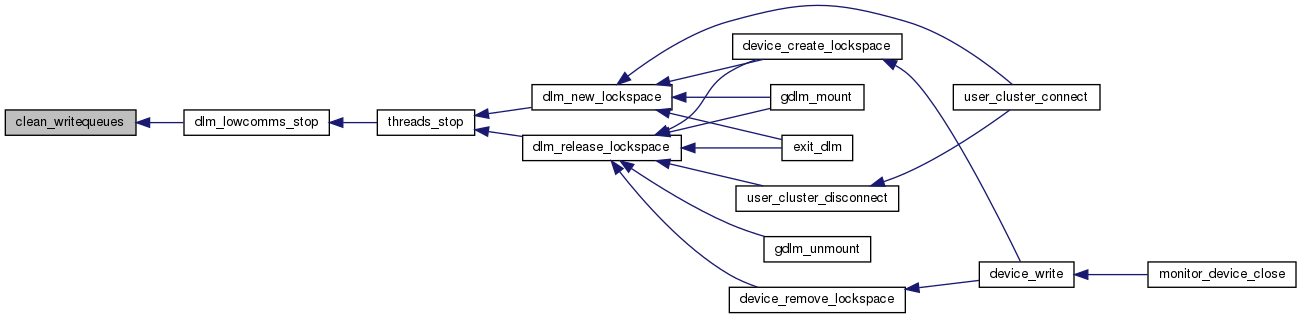 clean_writequeues
dlm_lowcomms_stop
threads_stop
dlm_new_lockspace
dlm_release_lockspace
device_create_lockspace
gdlm_mount
exit_dlm
user_cluster_disconnect
gdlm_unmount
device_remove_lockspace
user_cluster_connect
device_write
monitor_device_close